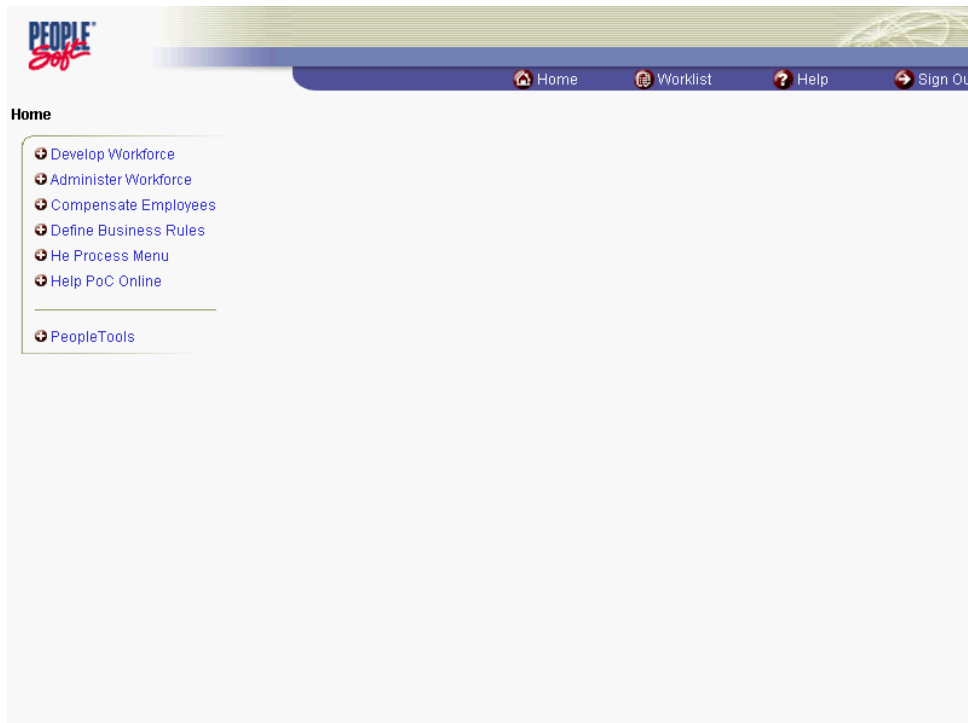 PEOPLE
Soft
Home Worklist Help Sign Ou
Home
Develop Workforce
Administer Workforce
Compensate Employees
Define Business Rules
He Process Menu
Help PoC Online
PeopleTools